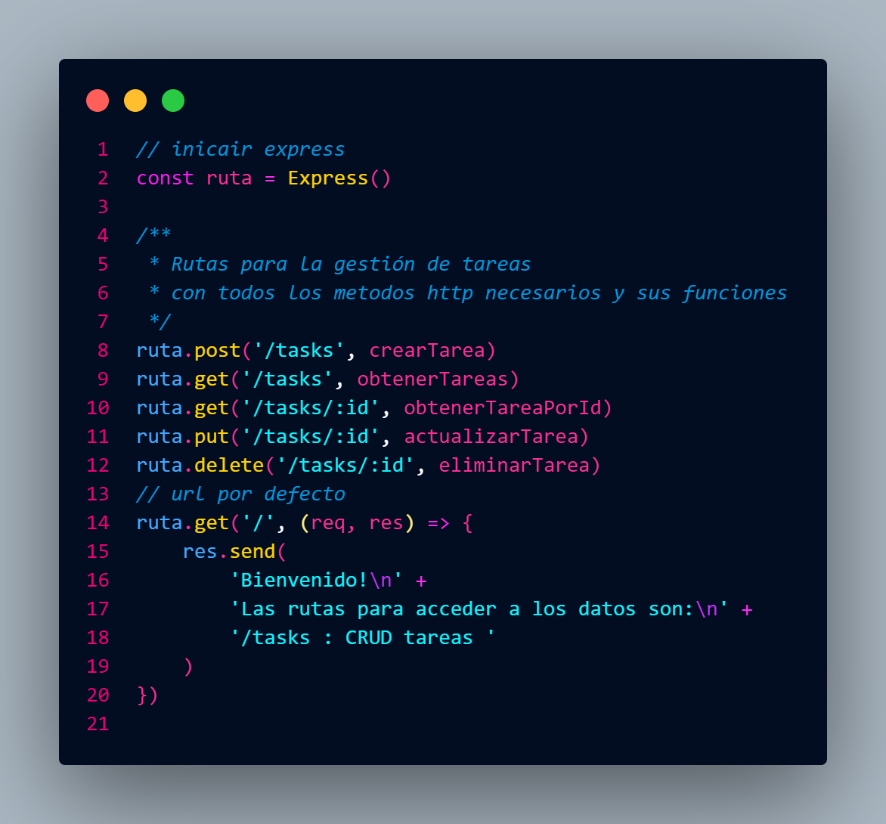 1 // inicair express
2 const ruta = Express()
3
4 /**
5  * Rutas para la gestión de tareas
6  * con todos los metodos http necesarios y sus funciones
7  */
8 ruta.post('/tasks', crearTarea)
9 ruta.get('/tasks', obtenerTareas)
10 ruta.get('/tasks/:id', obtenerTareaPorId)
11 ruta.put('/tasks/:id', actualizarTarea)
12 ruta.delete('/tasks/:id', eliminarTarea)
13 // url por defecto
14 ruta.get('/', (req, res) => {
15     res.send(
16         'Bienvenido!\n' +
17         'Las rutas para acceder a los datos son:\n' +
18         '/tasks : CRUD tareas '
19     )
20 })
21